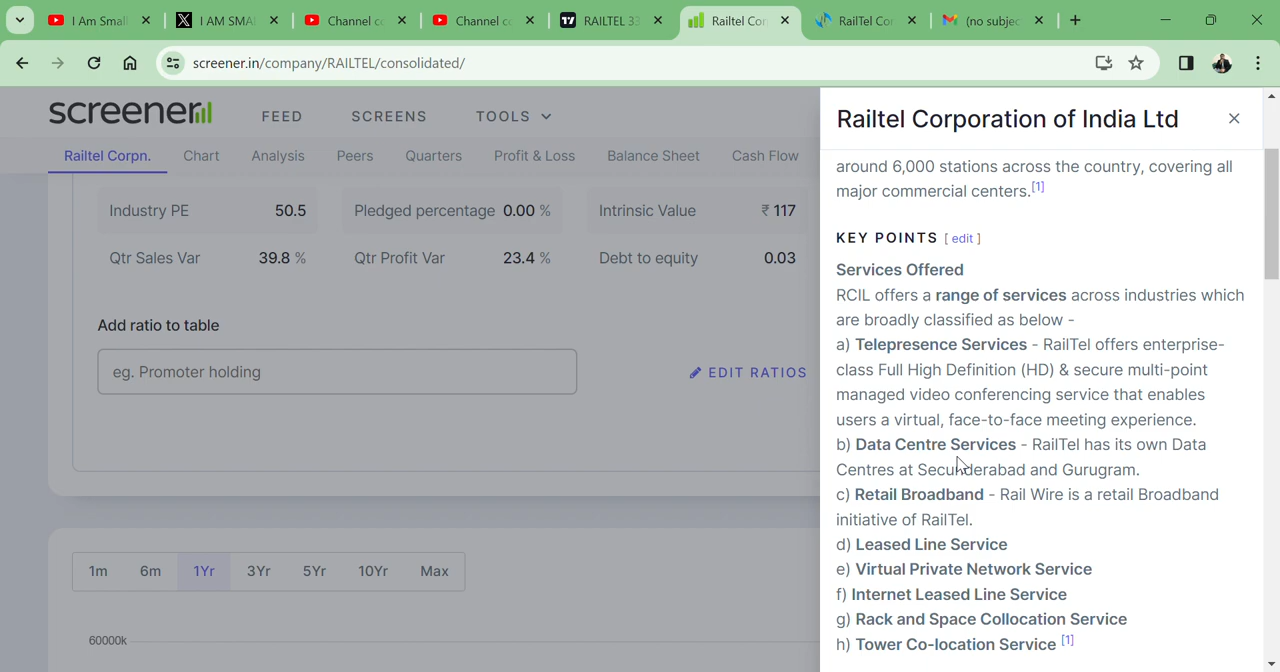 I Am Small
I AM SMA
Channel co
Channel co
RAILTEL 33
Railtel Cor
RailTel Cor
(no subjec
screener.in/company/RAILTEL/consolidated/
screener
FEED
SCREENS
TOOLS
Railtel Corpn.
Chart
Analysis
Peers
Quarters
Profit & Loss
Balance Sheet
Cash Flow
Industry PE 50.5
Pledged percentage 0.00 %
Intrinsic Value ₹ 117
Qtr Sales Var 39.8 %
Qtr Profit Var 23.4 %
Debt to equity 0.03
Add ratio to table
eg. Promoter holding
EDIT RATIOS
1m 6m 1Yr 3Yr 5Yr 10Yr Max
60000k
Railtel Corporation of India Ltd
around 6,000 stations across the country, covering all
major commercial centers.[1]
KEY POINTS [ edit ]
Services Offered
RCIL offers a range of services across industries which
are broadly classified as below -
a) Telepresence Services - RailTel offers enterprise-
class Full High Definition (HD) & secure multi-point
managed video conferencing service that enables
users a virtual, face-to-face meeting experience.
b) Data Centre Services - RailTel has its own Data
Centres at Secunderabad and Gurugram.
c) Retail Broadband - Rail Wire is a retail Broadband
initiative of RailTel.
d) Leased Line Service
e) Virtual Private Network Service
f) Internet Leased Line Service
g) Rack and Space Collocation Service
h) Tower Co-location Service [1]